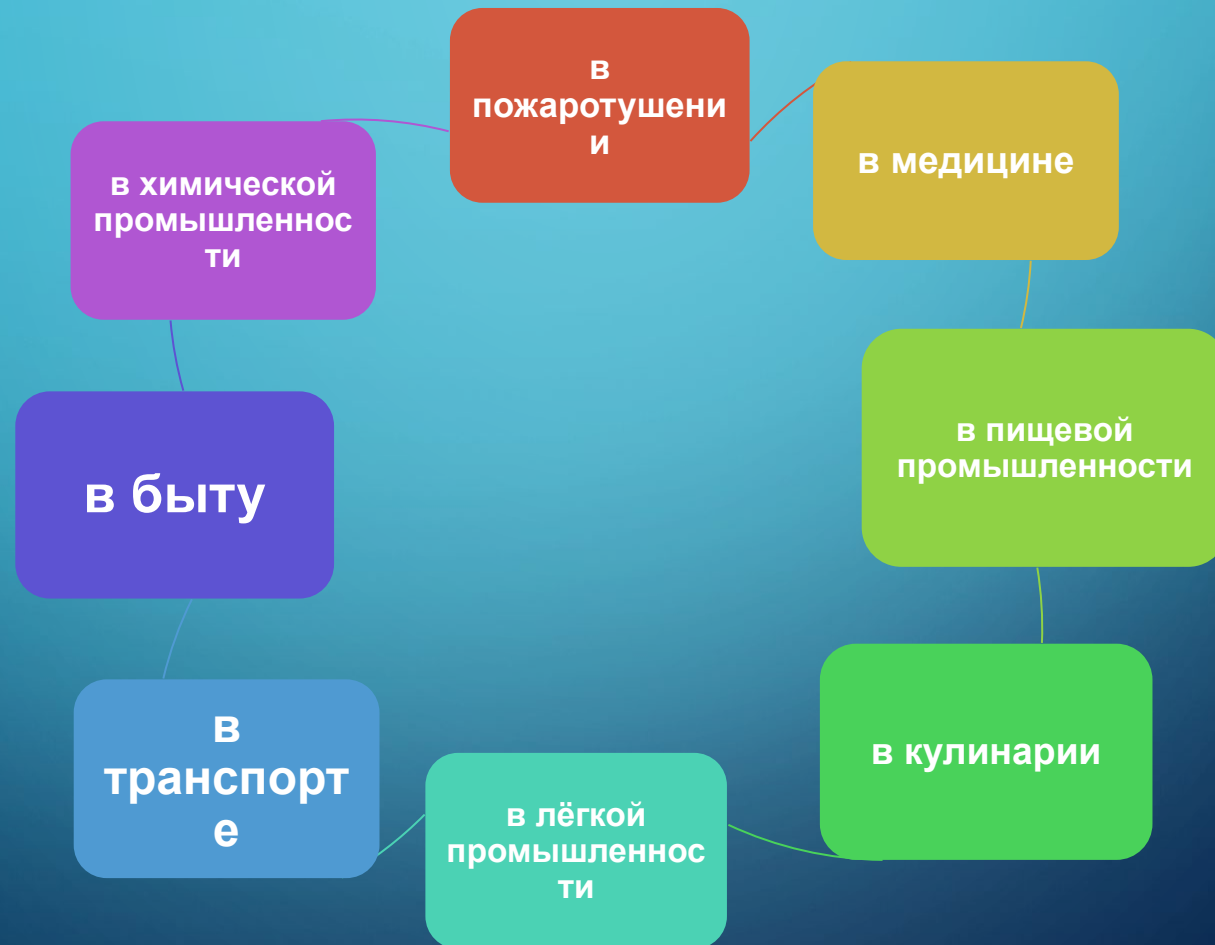 в
пожаротушени
и
в медицине
в пищевой
промышленности
в кулинарии
в лёгкой
промышленнос
ти
в
транспорт
е
в быту
в химической
промышленнос
ти